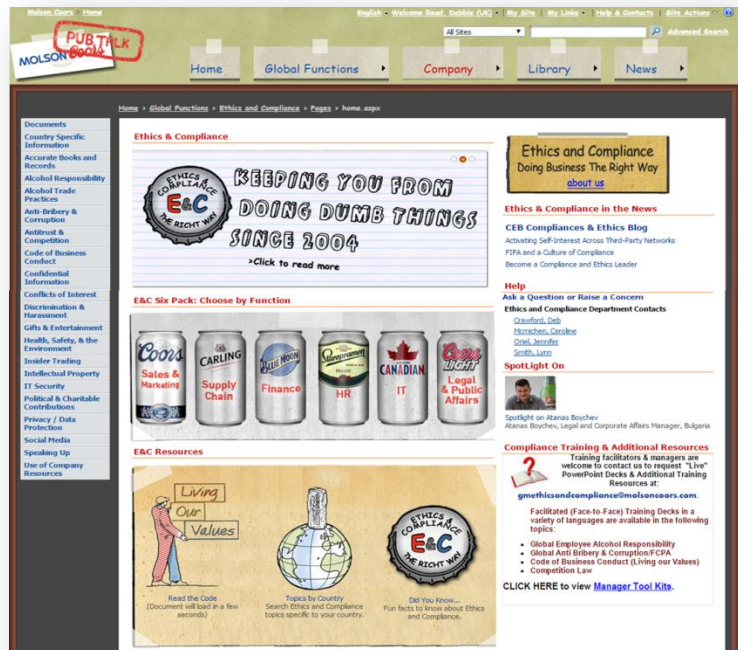 Molson Coors > Home
English - Welcome Read, Debbie (UK) - My Site | My Links - | Help & Contacts | Site Actions -
All Sites
Advanced Search
PUB TALK
MOLSON Coors
Home
Global Functions
Company
Library
News
Home > Global Functions > Ethics and Compliance > Pages > home.aspx
Documents
Country Specific
Information
Accurate Books and
Records
Alcohol Responsibility
Alcohol Trade
Practices
Anti-Bribery &
Corruption
Antitrust &
Competition
Code of Business
Conduct
Confidential
Information
Conflicts of Interest
Discrimination &
Harassment
Gifts & Entertainment
Health, Safety, & the
Environment
Insider Trading
Intellectual Property
IT Security
Political & Charitable
Contributions
Privacy / Data
Protection
Social Media
Speaking Up
Use of Company
Resources
Ethics & Compliance
ETHICS & COMPLIANCE
E&C
THE RIGHT WAY
KEEPING YOU FROM
DOING DUMB THINGS
SINCE 2004
>Click to read more
E&C Six Pack: Choose by Function
Coors
Sales &
Marketing
CARLING
Supply
Chain
BLUE MOON
Finance
Staropramen
HR
CANADIAN
IT
Coors
LIGHT
Legal
& Public
Affairs
E&C Resources
Living
Our
Values
Read the Code
(Document will load in a few
seconds)
Topics by Country
Search Ethics and Compliance
topics specific to your country.
ETHICS & COMPLIANCE
E&C
THE RIGHT WAY
Did You Know...
Fun facts to know about Ethics
and Compliance.
Ethics and Compliance
Doing Business The Right Way
about us
Ethics & Compliance in the News
CEB Compliances & Ethics Blog
Activating Self-Interest Across Third-Party Networks
FIFA and a Culture of Compliance
Become a Compliance and Ethics Leader
Help
Ask a Question or Raise a Concern
Ethics and Compliance Department Contacts
Crawford, Deb
Mcmichen, Caroline
Oriel, Jennifer
Smith, Lynn
SpotLight On
Spotlight on Atanas Boychev
Atanas Boychev, Legal and Corporate Affairs Manager, Bulgaria
Compliance Training & Additional Resources
Training facilitators & managers are
welcome to contact us to request "Live"
PowerPoint Decks & Additional Training
Resources at:
gmethicsandcompliance@molsoncoors.com.
Facilitated (Face-to-Face) Training Decks in a
variety of languages are available in the following
topics:
• Global Employee Alcohol Responsibility
• Global Anti Bribery & Corruption/FCPA
• Code of Business Conduct (Living our Values)
• Competition Law
CLICK HERE to view Manager Tool Kits.